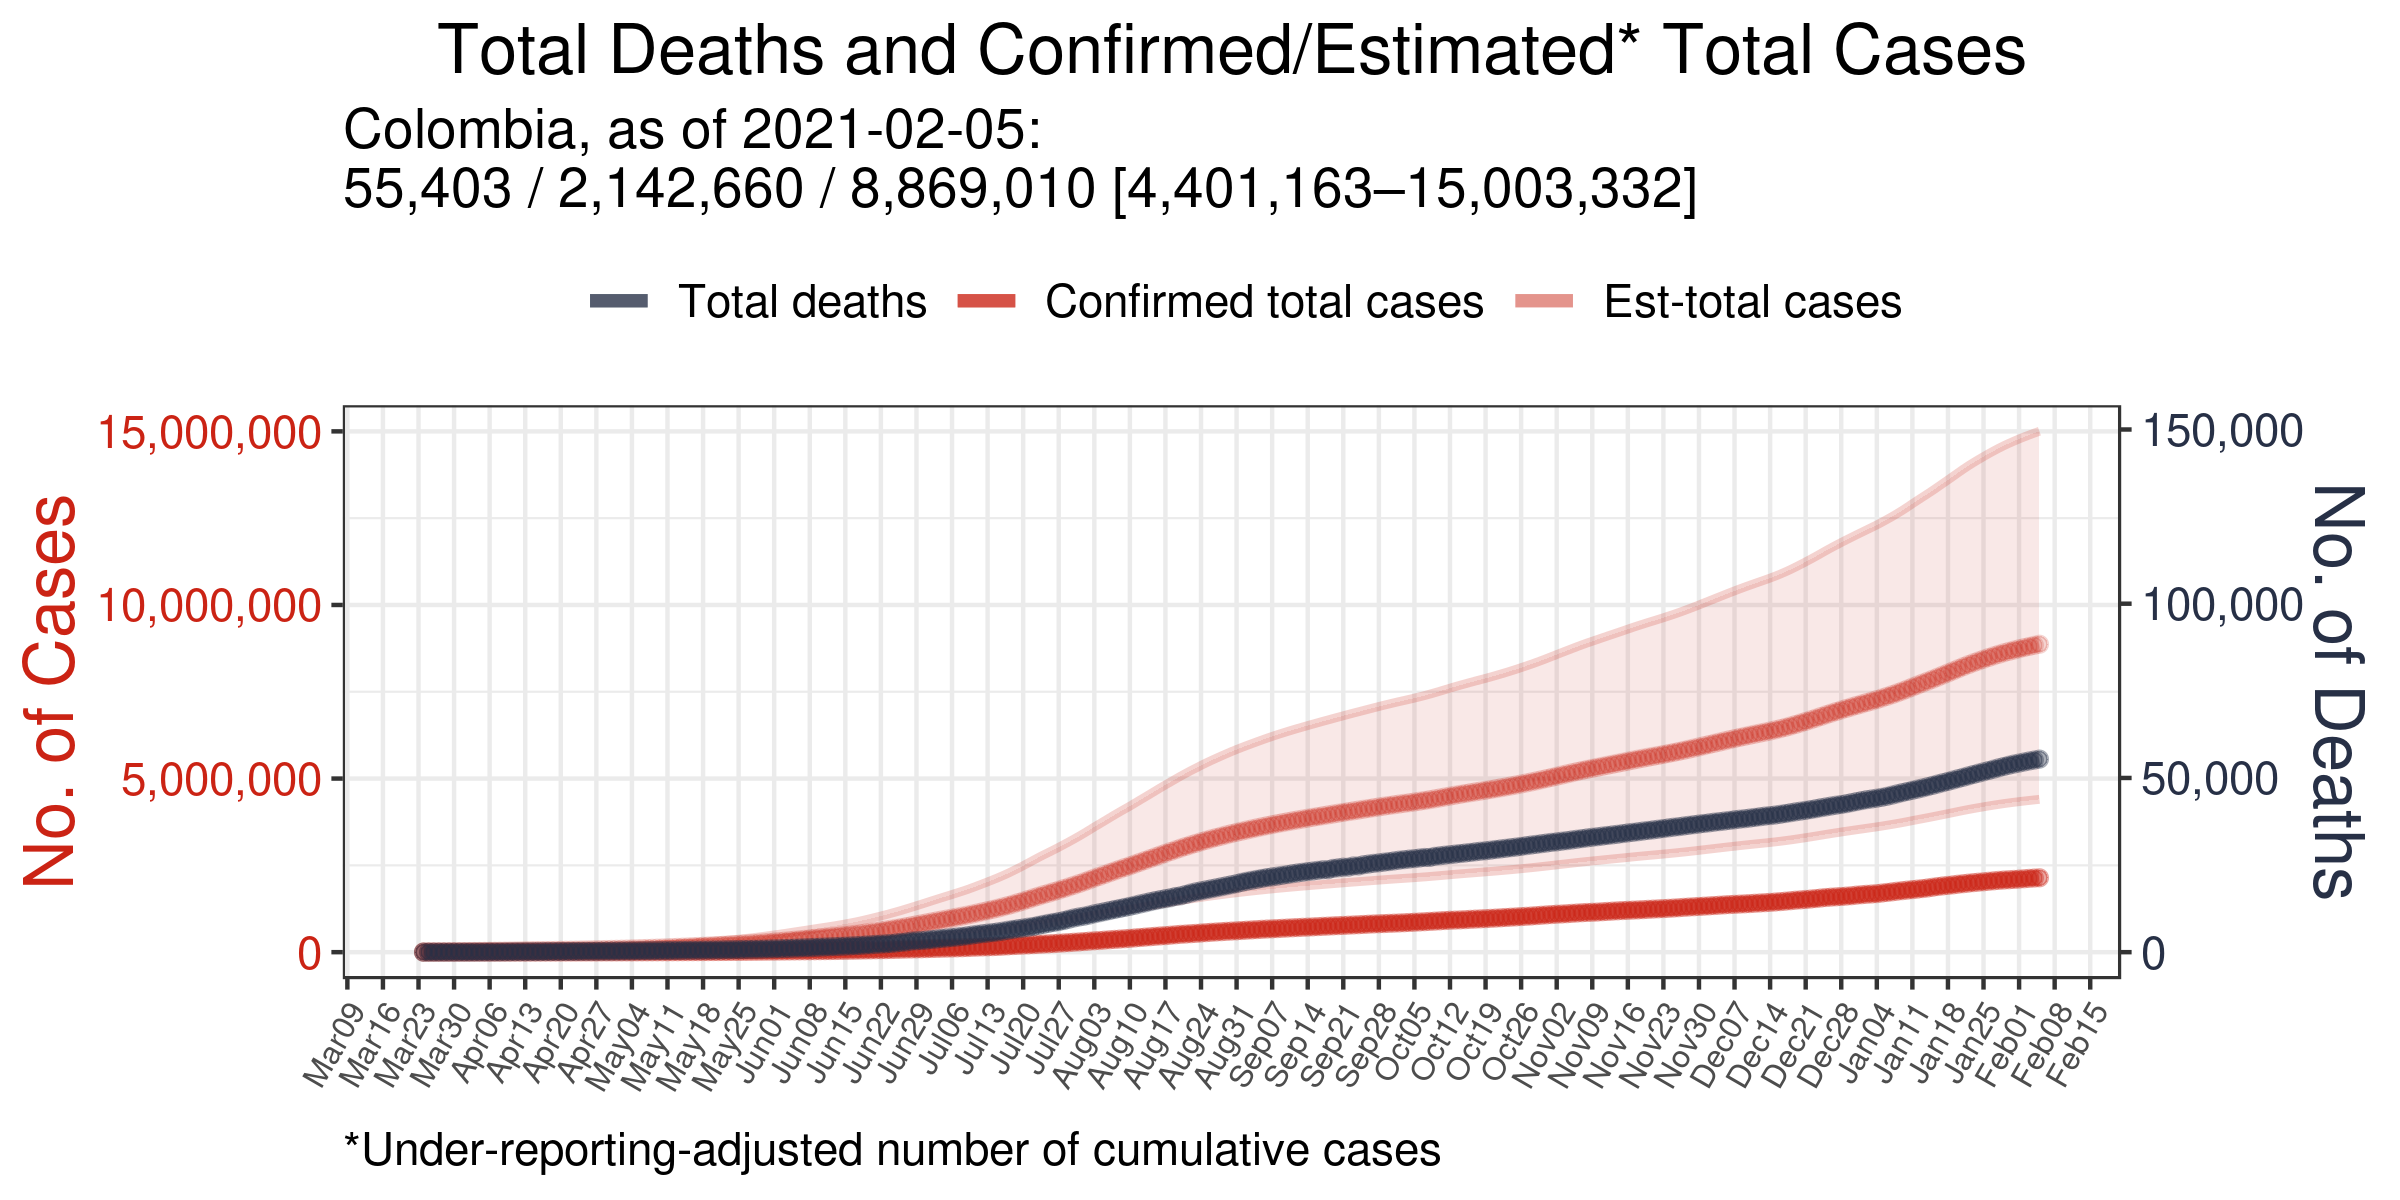 Total Deaths and Confirmed/Estimated* Total Cases
Colombia, as of 2021-02-05:
55,403 / 2,142,660 / 8,869,010 [4,401,163–15,003,332]
Total deaths
Confirmed total cases
Est-total cases
No. of Cases
15,000,000
10,000,000
5,000,000
0
150,000
100,000
50,000
0
No. of Deaths
Mar09
Mar16
Mar23
Mar30
Apr06
Apr13
Apr20
Apr27
May04
May11
May18
May25
Jun01
Jun08
Jun15
Jun22
Jun29
Jul06
Jul13
Jul20
Jul27
Aug03
Aug10
Aug17
Aug24
Aug31
Sep07
Sep14
Sep21
Sep28
Oct05
Oct12
Oct19
Oct26
Nov02
Nov09
Nov16
Nov23
Nov30
Dec07
Dec14
Dec21
Dec28
Jan04
Jan11
Jan18
Jan25
Feb01
Feb08
Feb15
*Under-reporting-adjusted number of cumulative cases